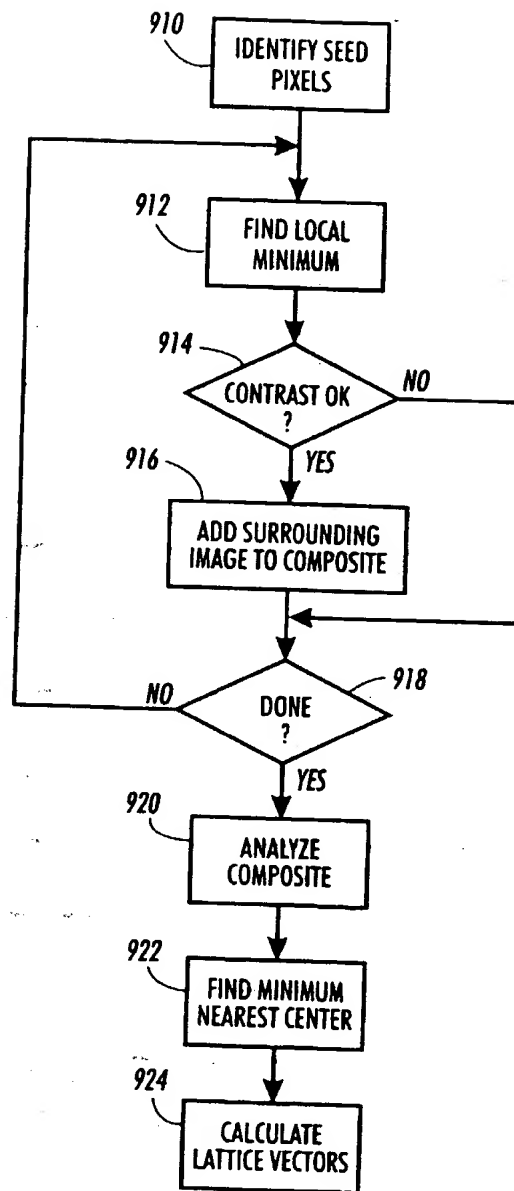 910
IDENTIFY SEED
PIXELS
912
FIND LOCAL
MINIMUM
914
CONTRAST OK
?
NO
YES
916
ADD SURROUNDING
IMAGE TO COMPOSITE
918
NO
DONE
?
YES
920
ANALYZE
COMPOSITE
922
FIND MINIMUM
NEAREST CENTER
924
CALCULATE
LATTICE VECTORS